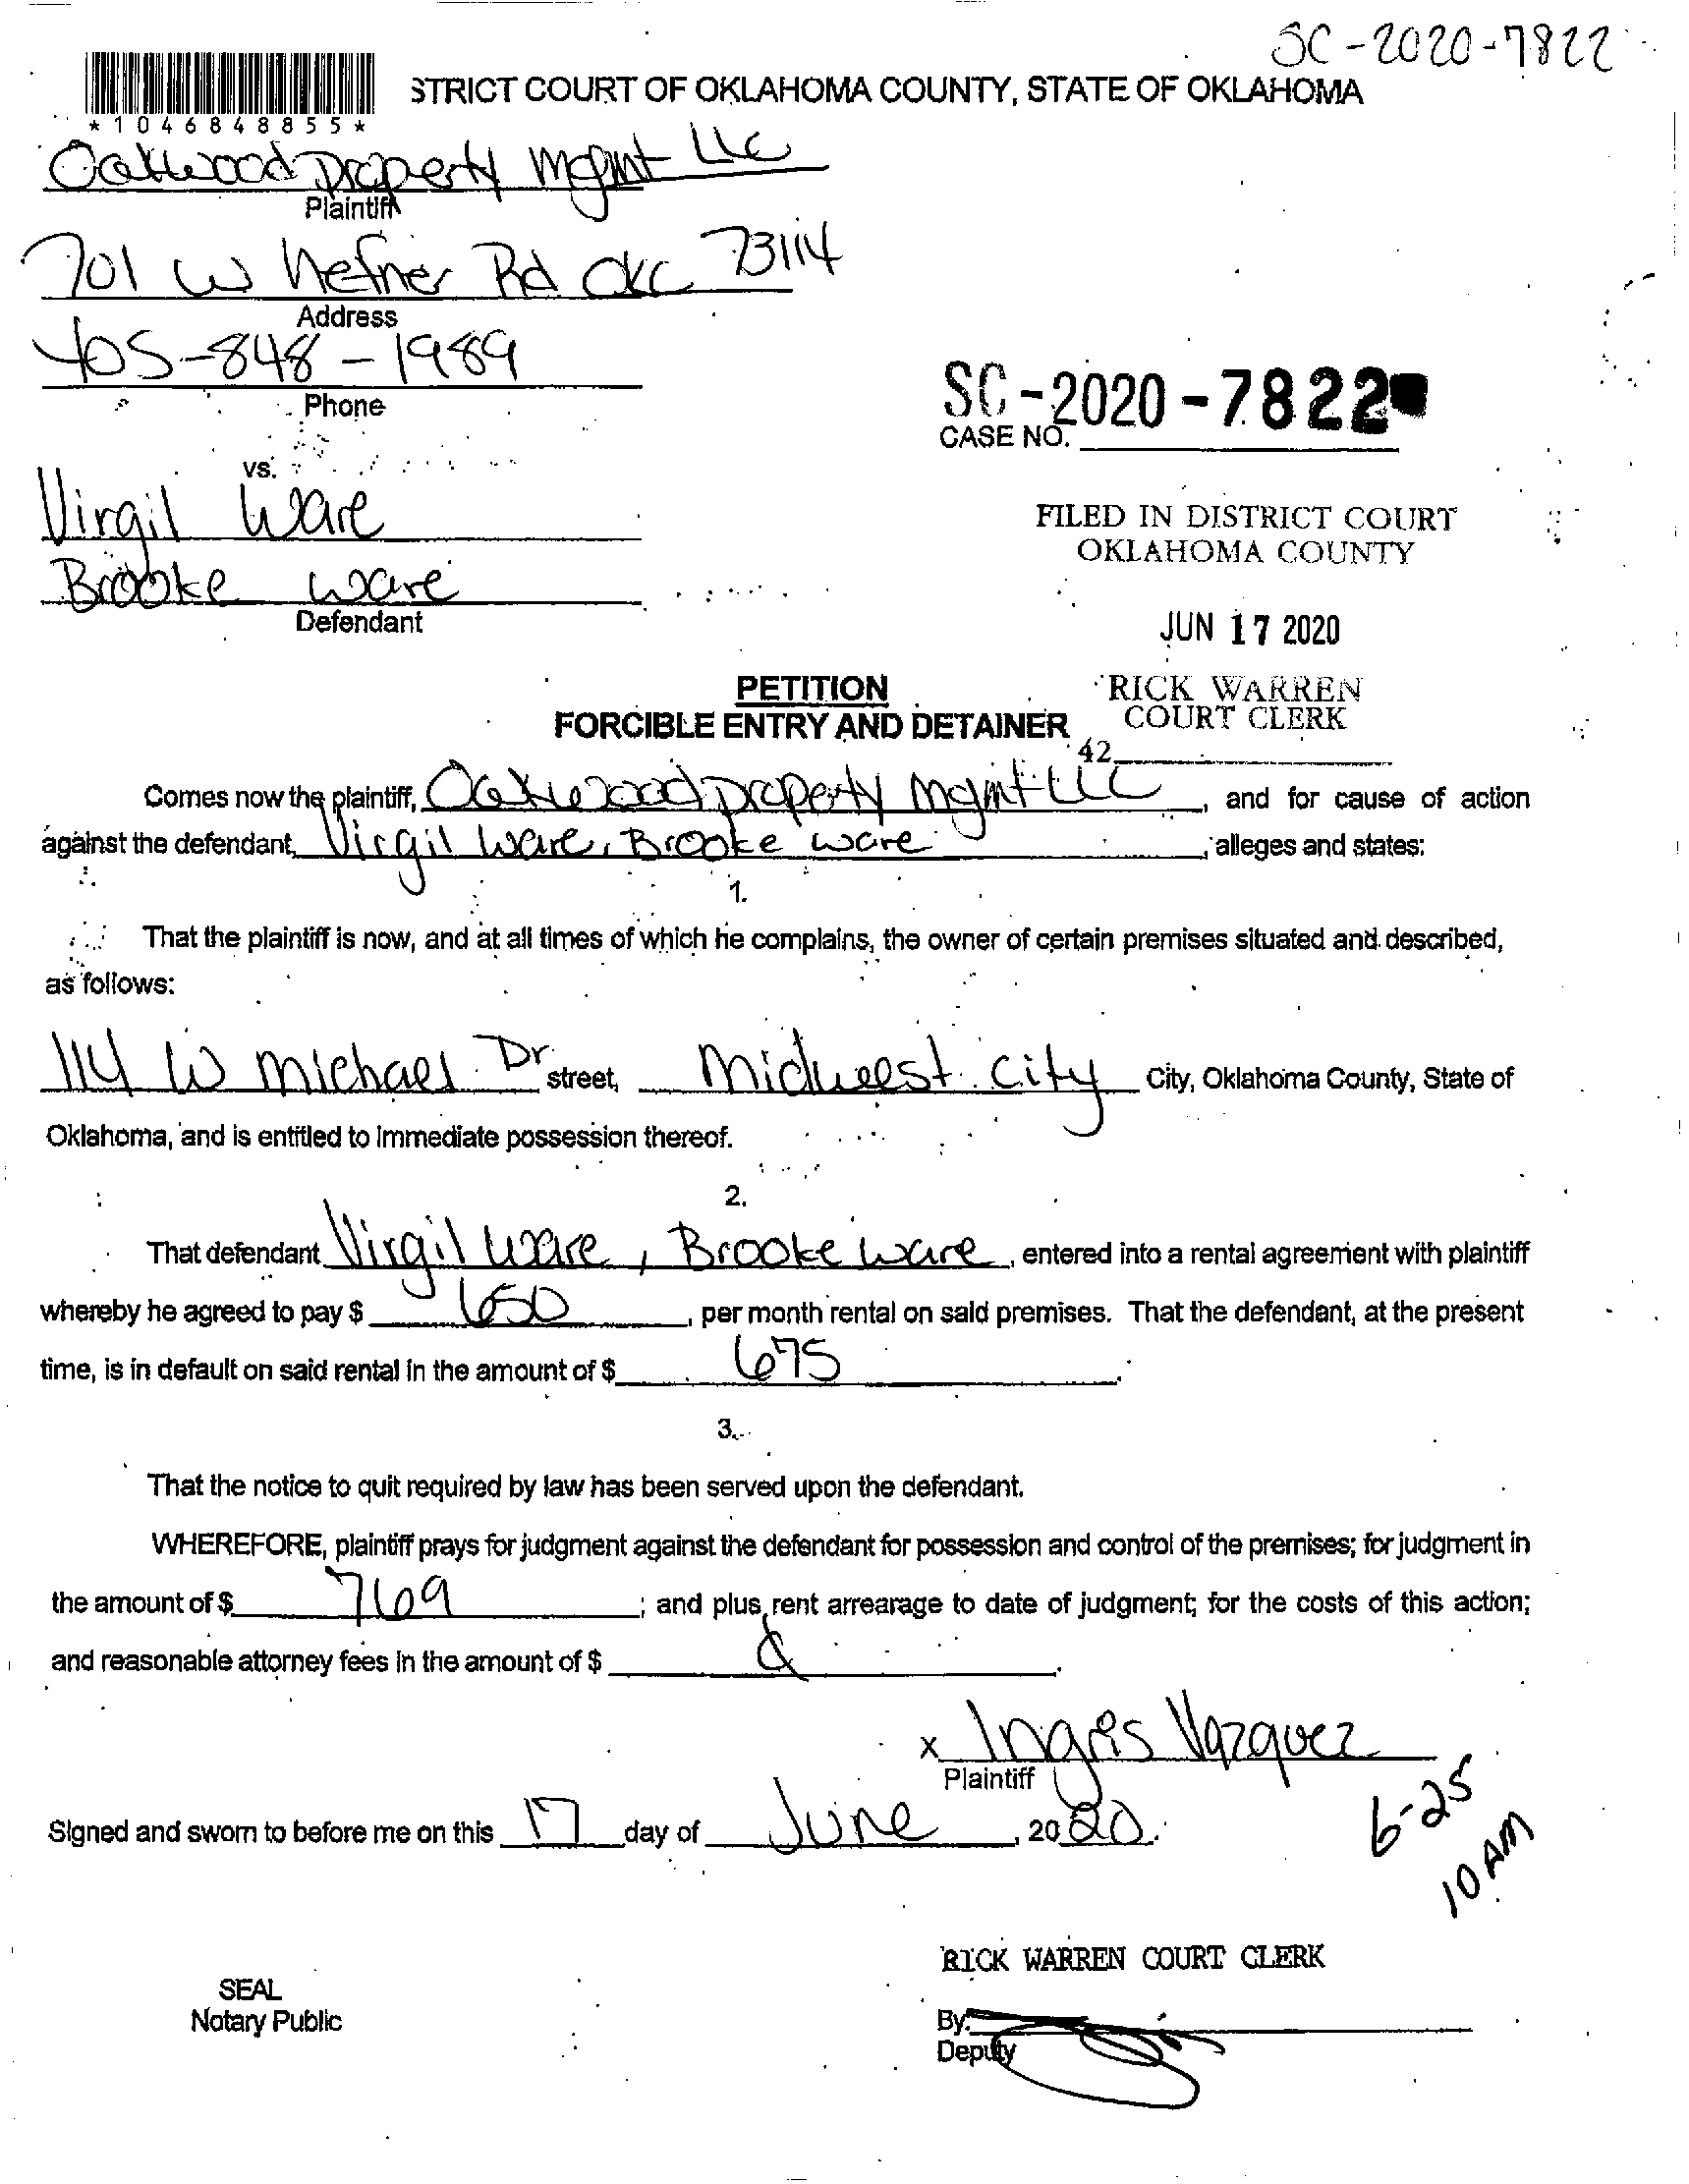 SC-2020-7822
STRICT COURT OF OKLAHOMA COUNTY, STATE OF OKLAHOMA
*1046848855*
Oakwood Property Mgmnt LLC
Plaintiff
701 W Hefner Rd OKC 73114
Address
405-848-1989
Phone
SC-2020-7822
CASE NO.
vs.
Virgil Ware
Brooke Ware
Defendant
FILED IN DISTRICT COURT
OKLAHOMA COUNTY
JUN 17 2020
RICK WARREN
COURT CLERK
42
PETITION
FORCIBLE ENTRY AND DETAINER
Comes now the plaintiff, Oakwood Property Mgmnt LLC, and for cause of action
against the defendant, Virgil Ware, Brooke Ware, alleges and states:
1.
That the plaintiff is now, and at all times of which he complains, the owner of certain premises situated and described,
as follows:
114 W Michael Dr street, Midwest City City, Oklahoma County, State of
Oklahoma, and is entitled to immediate possession thereof.
2.
That defendant Virgil Ware, Brooke Ware, entered into a rental agreement with plaintiff
whereby he agreed to pay $ 650, per month rental on said premises. That the defendant, at the present
time, is in default on said rental in the amount of $ 675.
3.
That the notice to quit required by law has been served upon the defendant.
WHEREFORE, plaintiff prays for judgment against the defendant for possession and control of the premises; for judgment in
the amount of $ 769; and plus rent arrearage to date of judgment; for the costs of this action;
and reasonable attorney fees in the amount of $
x Ingris Vazquez
Plaintiff
Signed and sworn to before me on this 17 day of June, 2020.
6-25
10 AM
RICK WARREN COURT CLERK
SEAL
Notary Public
By:
Deputy